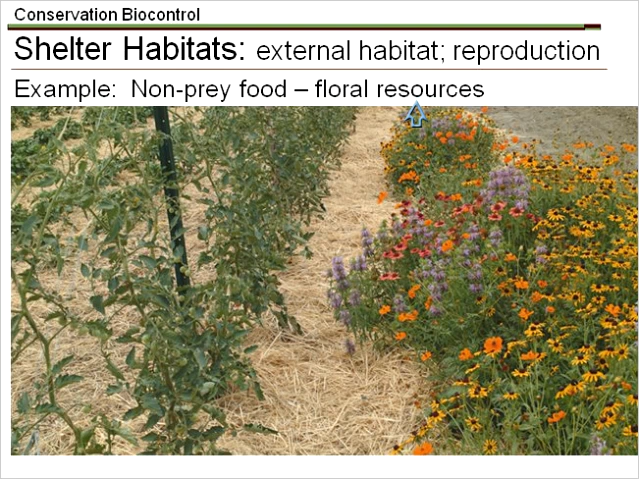 Conservation Biocontrol
Shelter Habitats: external habitat; reproduction
Example:  Non-prey food – floral resources